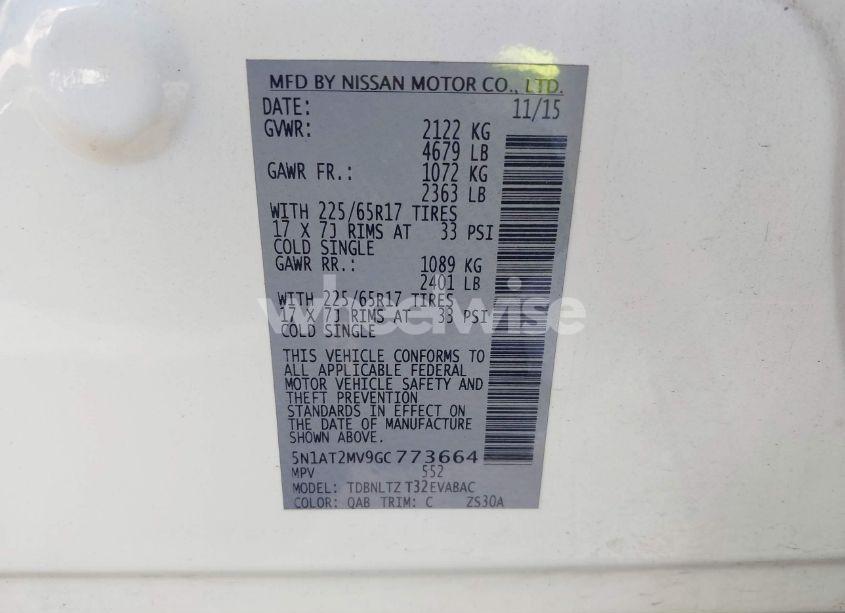 MFD BY NISSAN MOTOR CO., LTD.
DATE: 11/15
GVWR: 2122 KG
4679 LB
GAWR FR.: 1072 KG
2363 LB
WITH 225/65R17 TIRES
17 X 7J RIMS AT 33 PSI
COLD SINGLE
GAWR RR.: 1089 KG
2401 LB
WITH 225/65R17 TIRES
17 X 7J RIMS AT 33 PSI
COLD SINGLE
wheelwise
THIS VEHICLE CONFORMS TO
ALL APPLICABLE FEDERAL
MOTOR VEHICLE SAFETY AND
THEFT PREVENTION
STANDARDS IN EFFECT ON
THE DATE OF MANUFACTURE
SHOWN ABOVE.
5N1AT2MV9GC773664
MPV 552
MODEL: TDBNLTZ T32EVABAC
COLOR: QAB TRIM: C ZS30A